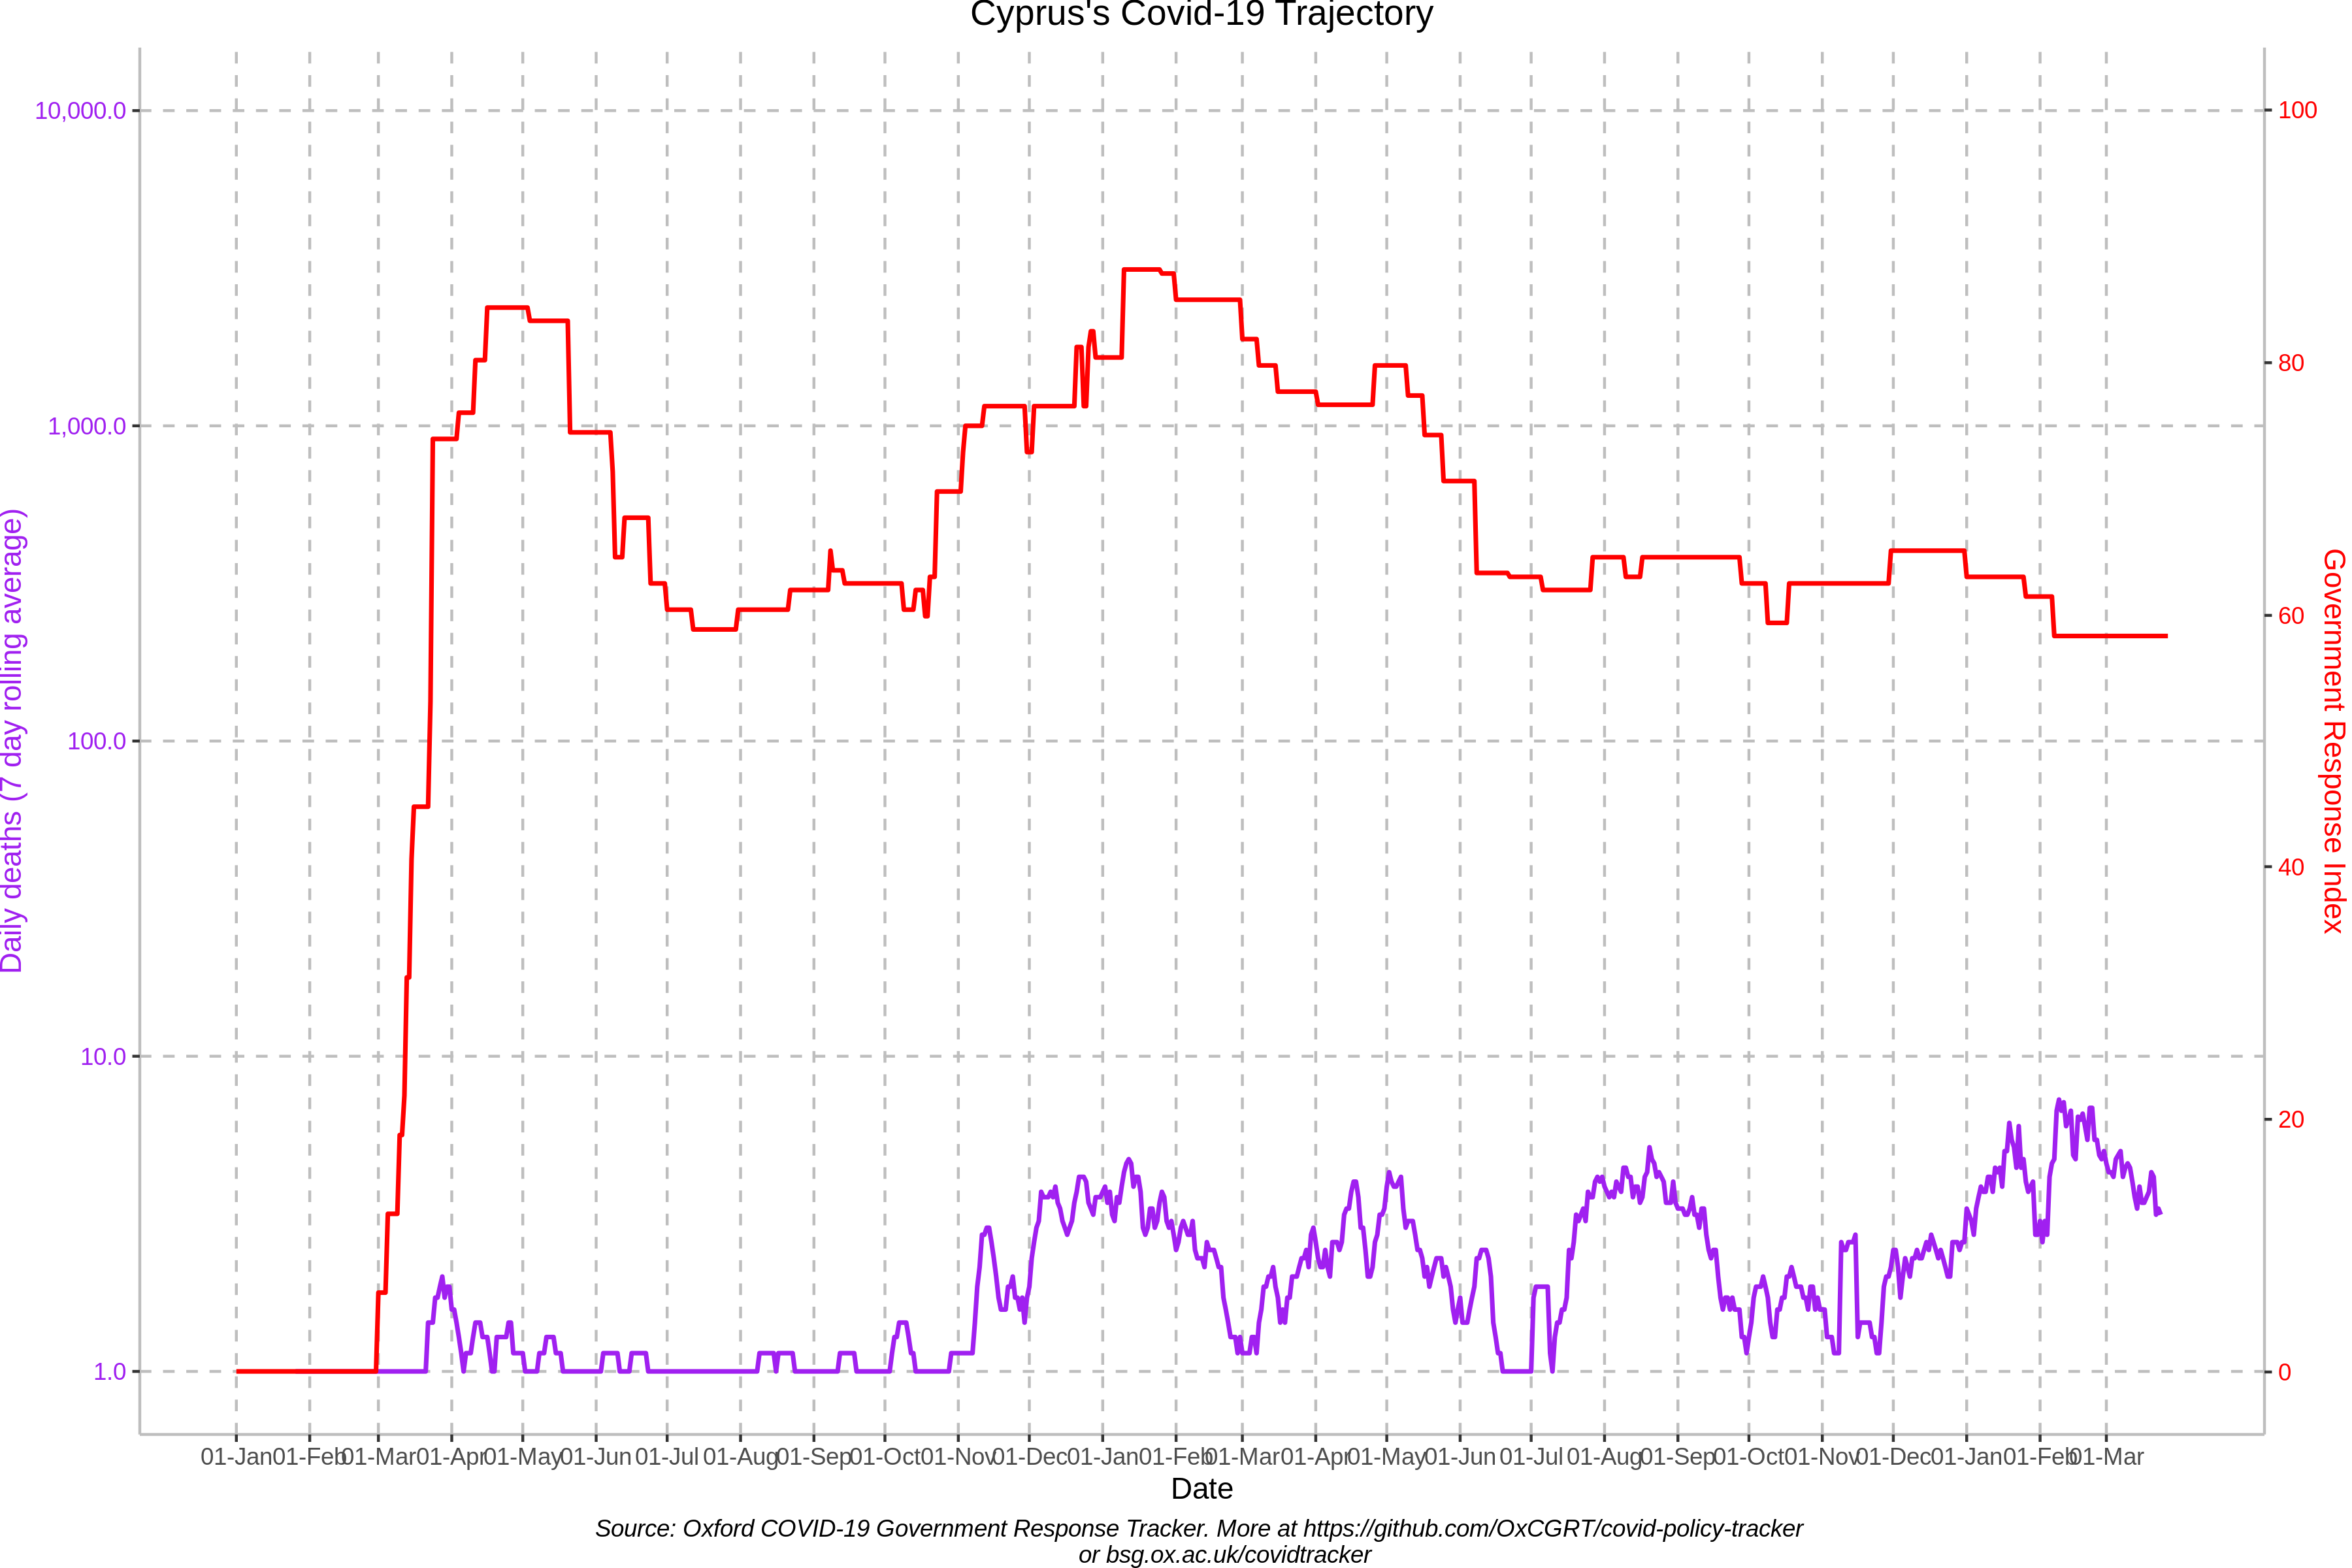 Cyprus's Covid-19 Trajectory
10,000.0
1,000.0
100.0
10.0
1.0
Daily deaths (7 day rolling average)
100
80
60
40
20
0
Government Response Index
01-Jan 01-Feb 01-Mar 01-Apr 01-May 01-Jun 01-Jul 01-Aug 01-Sep 01-Oct 01-Nov 01-Dec 01-Jan 01-Feb 01-Mar 01-Apr 01-May 01-Jun 01-Jul 01-Aug 01-Sep 01-Oct 01-Nov 01-Dec 01-Jan 01-Feb 01-Mar
Date
Source: Oxford COVID-19 Government Response Tracker. More at https://github.com/OxCGRT/covid-policy-tracker
or bsg.ox.ac.uk/covidtracker